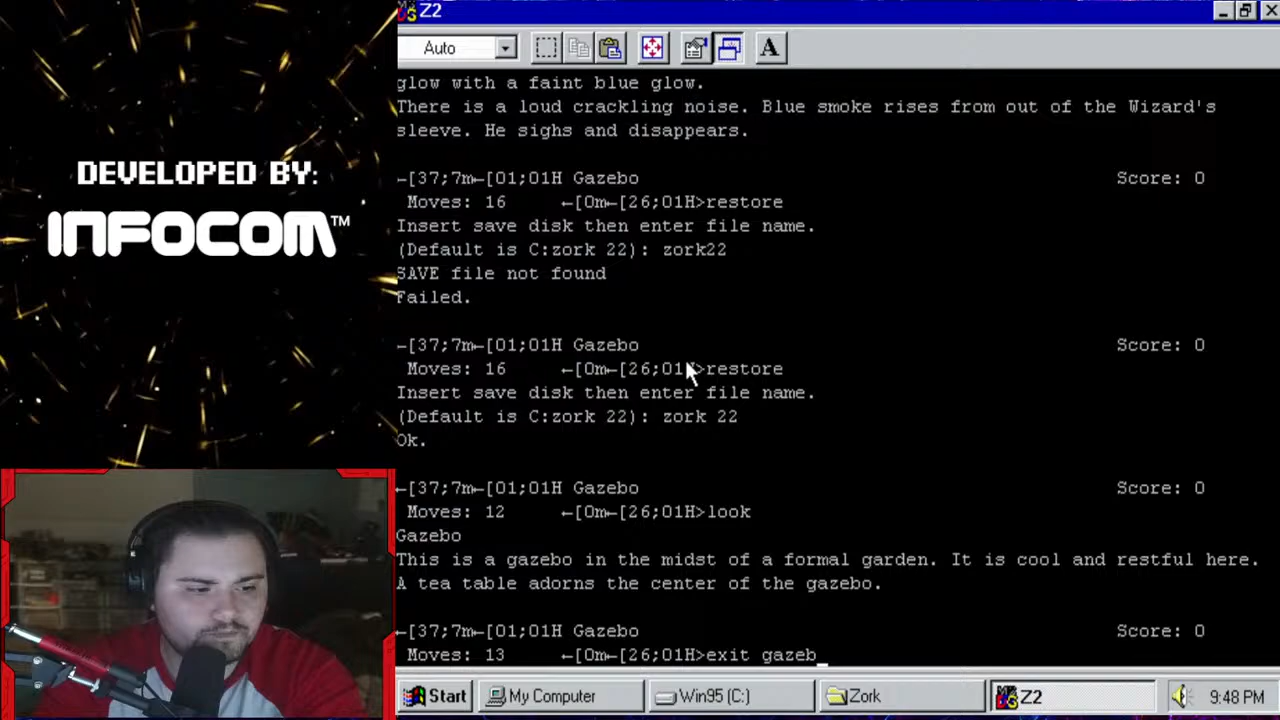 DEVELOPED BY:
INFOCOM™
Z2
Auto
A
glow with a faint blue glow.
There is a loud crackling noise. Blue smoke rises from out of the Wizard's
sleeve. He sighs and disappears.
←[37;7m←[01;01H Gazebo Score: 0
Moves: 16 ←[0m←[26;01H>restore
Insert save disk then enter file name.
(Default is C:zork 22): zork22
SAVE file not found
Failed.
←[37;7m←[01;01H Gazebo Score: 0
Moves: 16 ←[0m←[26;01H>restore
Insert save disk then enter file name.
(Default is C:zork 22): zork 22
Ok.
←[37;7m←[01;01H Gazebo Score: 0
Moves: 12 ←[0m←[26;01H>look
Gazebo
This is a gazebo in the midst of a formal garden. It is cool and restful here.
A tea table adorns the center of the gazebo.
←[37;7m←[01;01H Gazebo Score: 0
Moves: 13 ←[0m←[26;01H>exit gazeb_
Start My Computer Win95 (C:) Zork Z2 9:48 PM